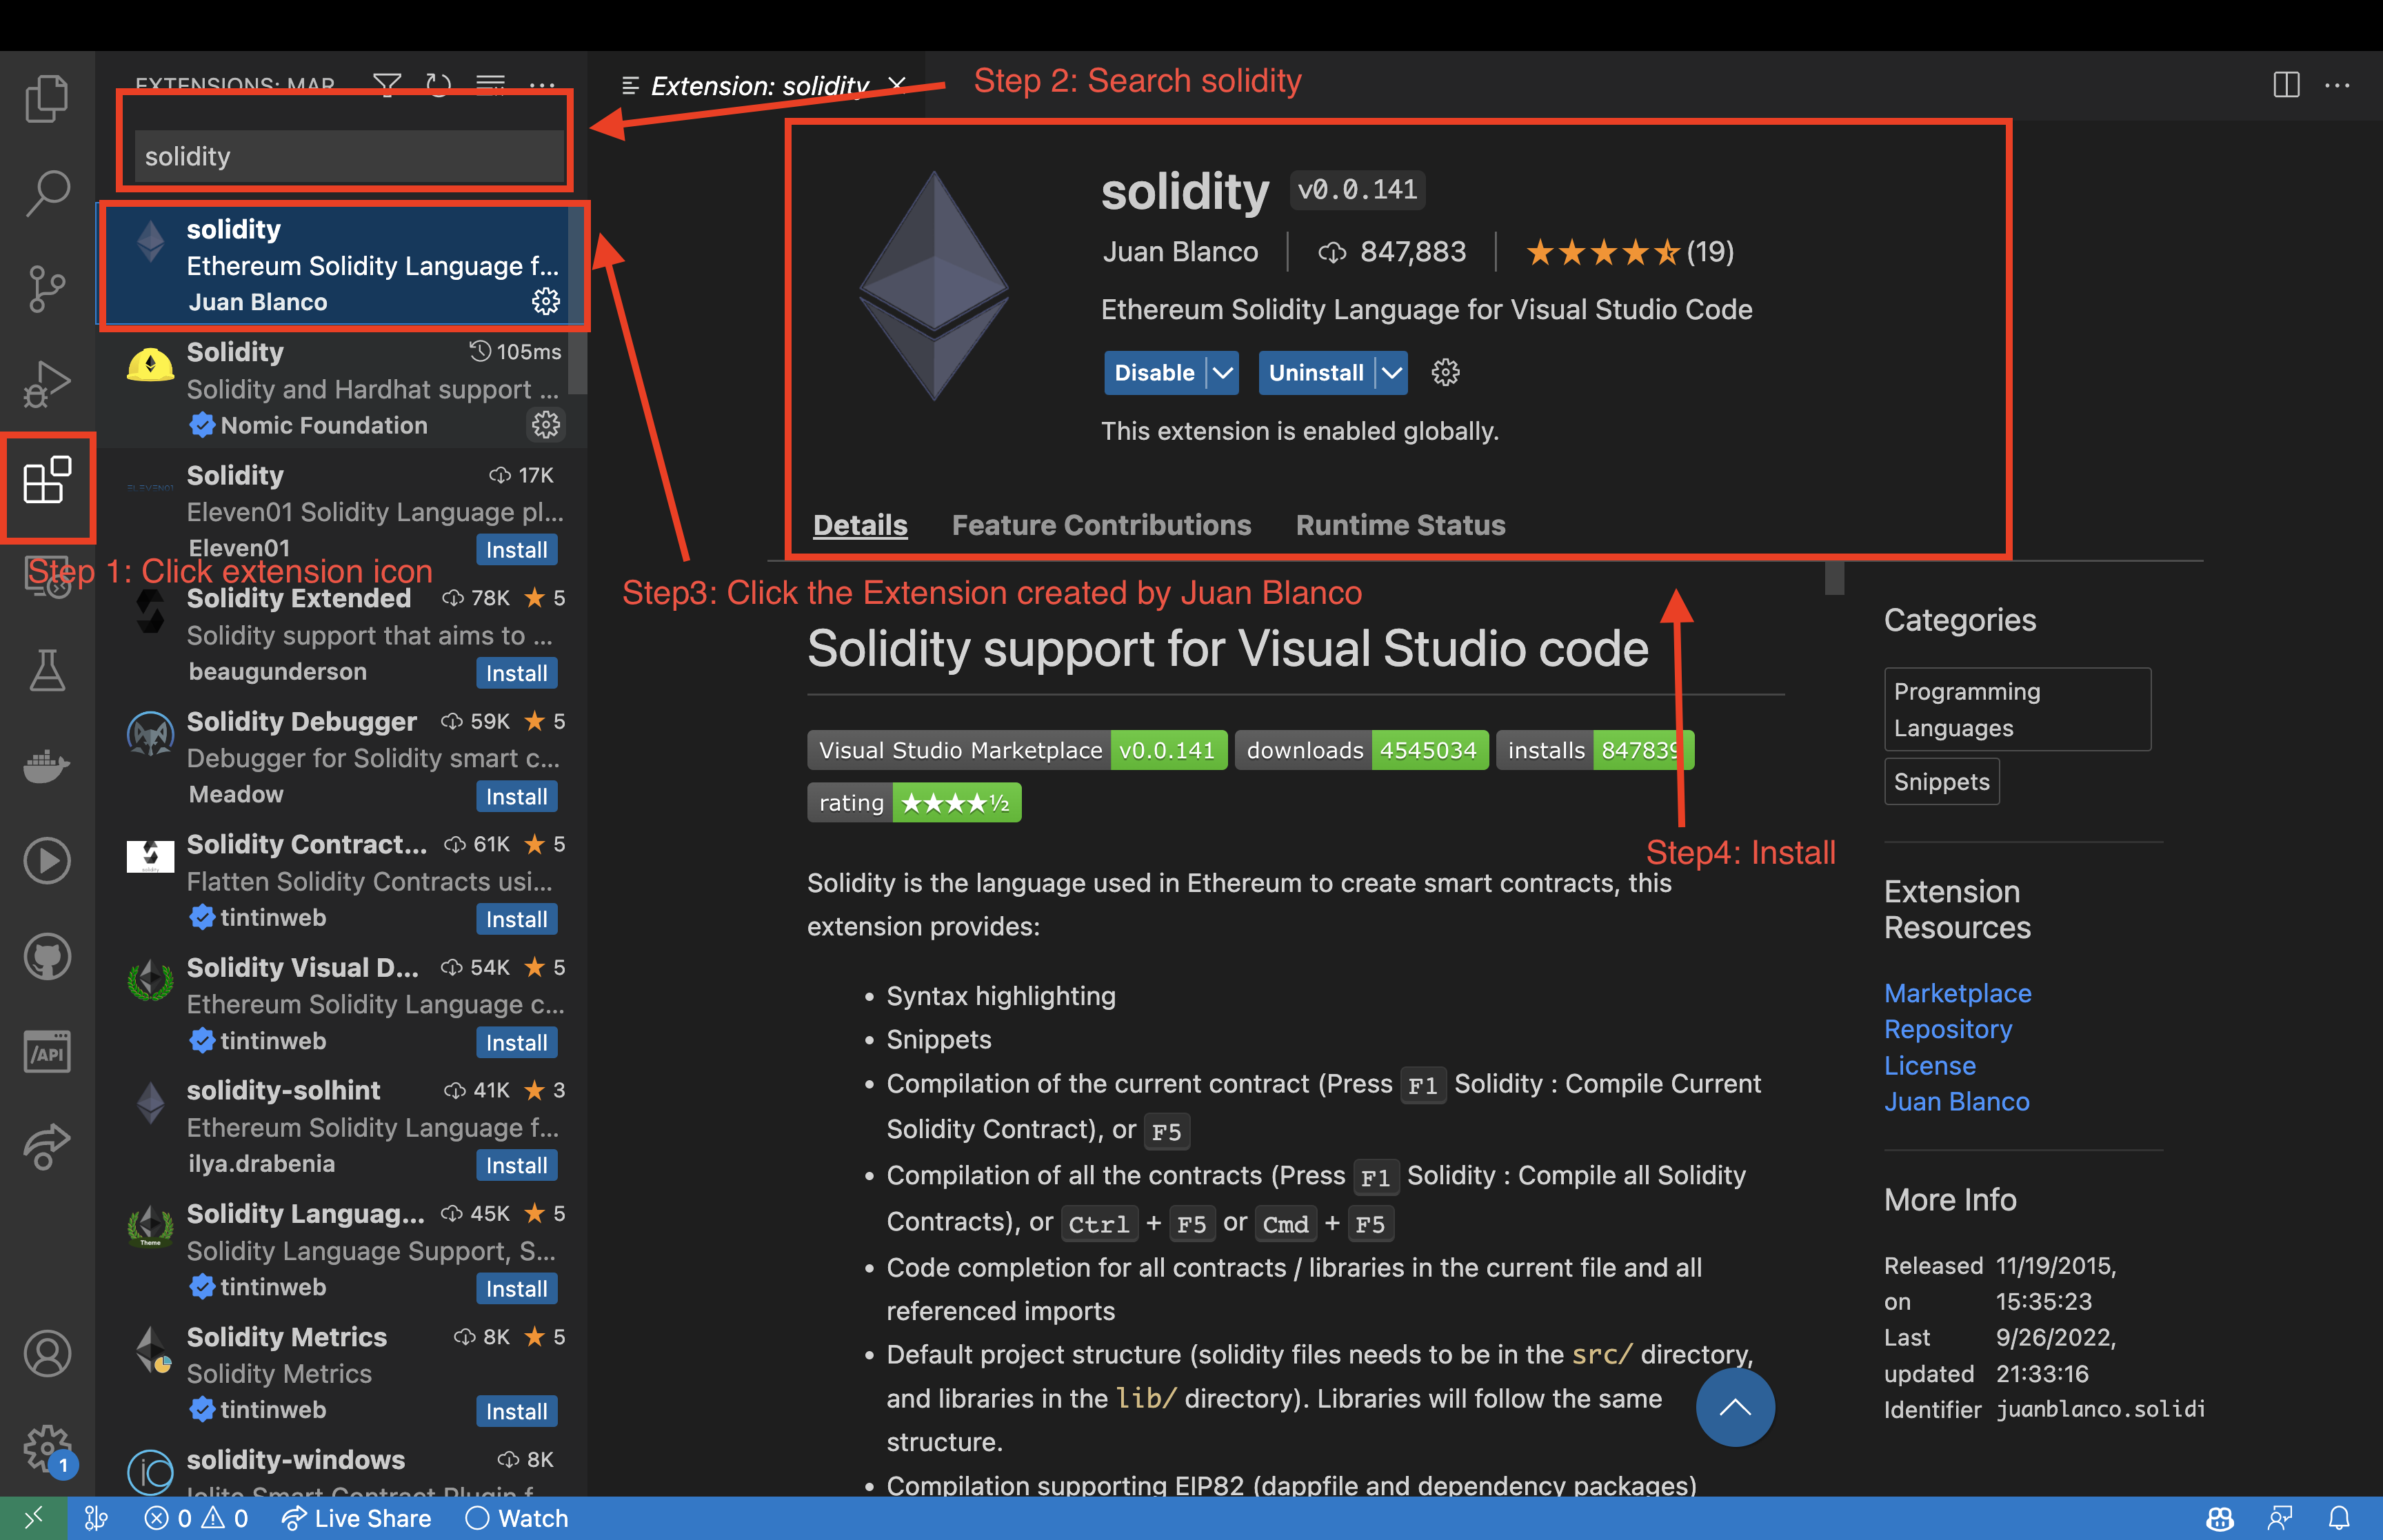 EXTENSIONS: MAR...
Extension: solidity
Step 2: Search solidity
solidity
solidity
Ethereum Solidity Language f...
Juan Blanco
Solidity
105ms
Solidity and Hardhat support ...
Nomic Foundation
ELEVEN01
Solidity
17K
Eleven01 Solidity Language pl...
Eleven01
Install
Step 1: Click extension icon
Solidity Extended
78K
5
Solidity support that aims to ...
beaugunderson
Install
Solidity Debugger
59K
5
Debugger for Solidity smart c...
Meadow
Install
solidity
Solidity Contract...
61K
5
Flatten Solidity Contracts usi...
tintinweb
Install
Solidity Visual D...
54K
5
Ethereum Solidity Language c...
tintinweb
Install
/API
solidity-solhint
41K
3
Ethereum Solidity Language f...
ilya.drabenia
Install
Theme
Solidity Languag...
45K
5
Solidity Language Support, S...
tintinweb
Install
Solidity Metrics
8K
5
Solidity Metrics
tintinweb
Install
solidity-windows
8K
solidity v0.0.141
Juan Blanco
847,883
(19)
Ethereum Solidity Language for Visual Studio Code
Disable
Uninstall
This extension is enabled globally.
Details Feature Contributions Runtime Status
Step3: Click the Extension created by Juan Blanco
Solidity support for Visual Studio code
Visual Studio Marketplace v0.0.141 downloads 4545034 installs 847839
rating ★★★★½
Step4: Install
Solidity is the language used in Ethereum to create smart contracts, this
extension provides:
• Syntax highlighting
• Snippets
• Compilation of the current contract (Press F1 Solidity : Compile Current
Solidity Contract), or F5
• Compilation of all the contracts (Press F1 Solidity : Compile all Solidity
Contracts), or Ctrl + F5 or Cmd + F5
• Code completion for all contracts / libraries in the current file and all
referenced imports
• Default project structure (solidity files needs to be in the src/ directory,
and libraries in the lib/ directory). Libraries will follow the same
structure.
• Compilation supporting EIP82 (dappfile and dependency packages)
Categories
Programming
Languages
Snippets
Extension
Resources
Marketplace
Repository
License
Juan Blanco
More Info
Released 11/19/2015,
on 15:35:23
Last 9/26/2022,
updated 21:33:16
Identifier juanblanco.solidi
1
0
0
Live Share
Watch